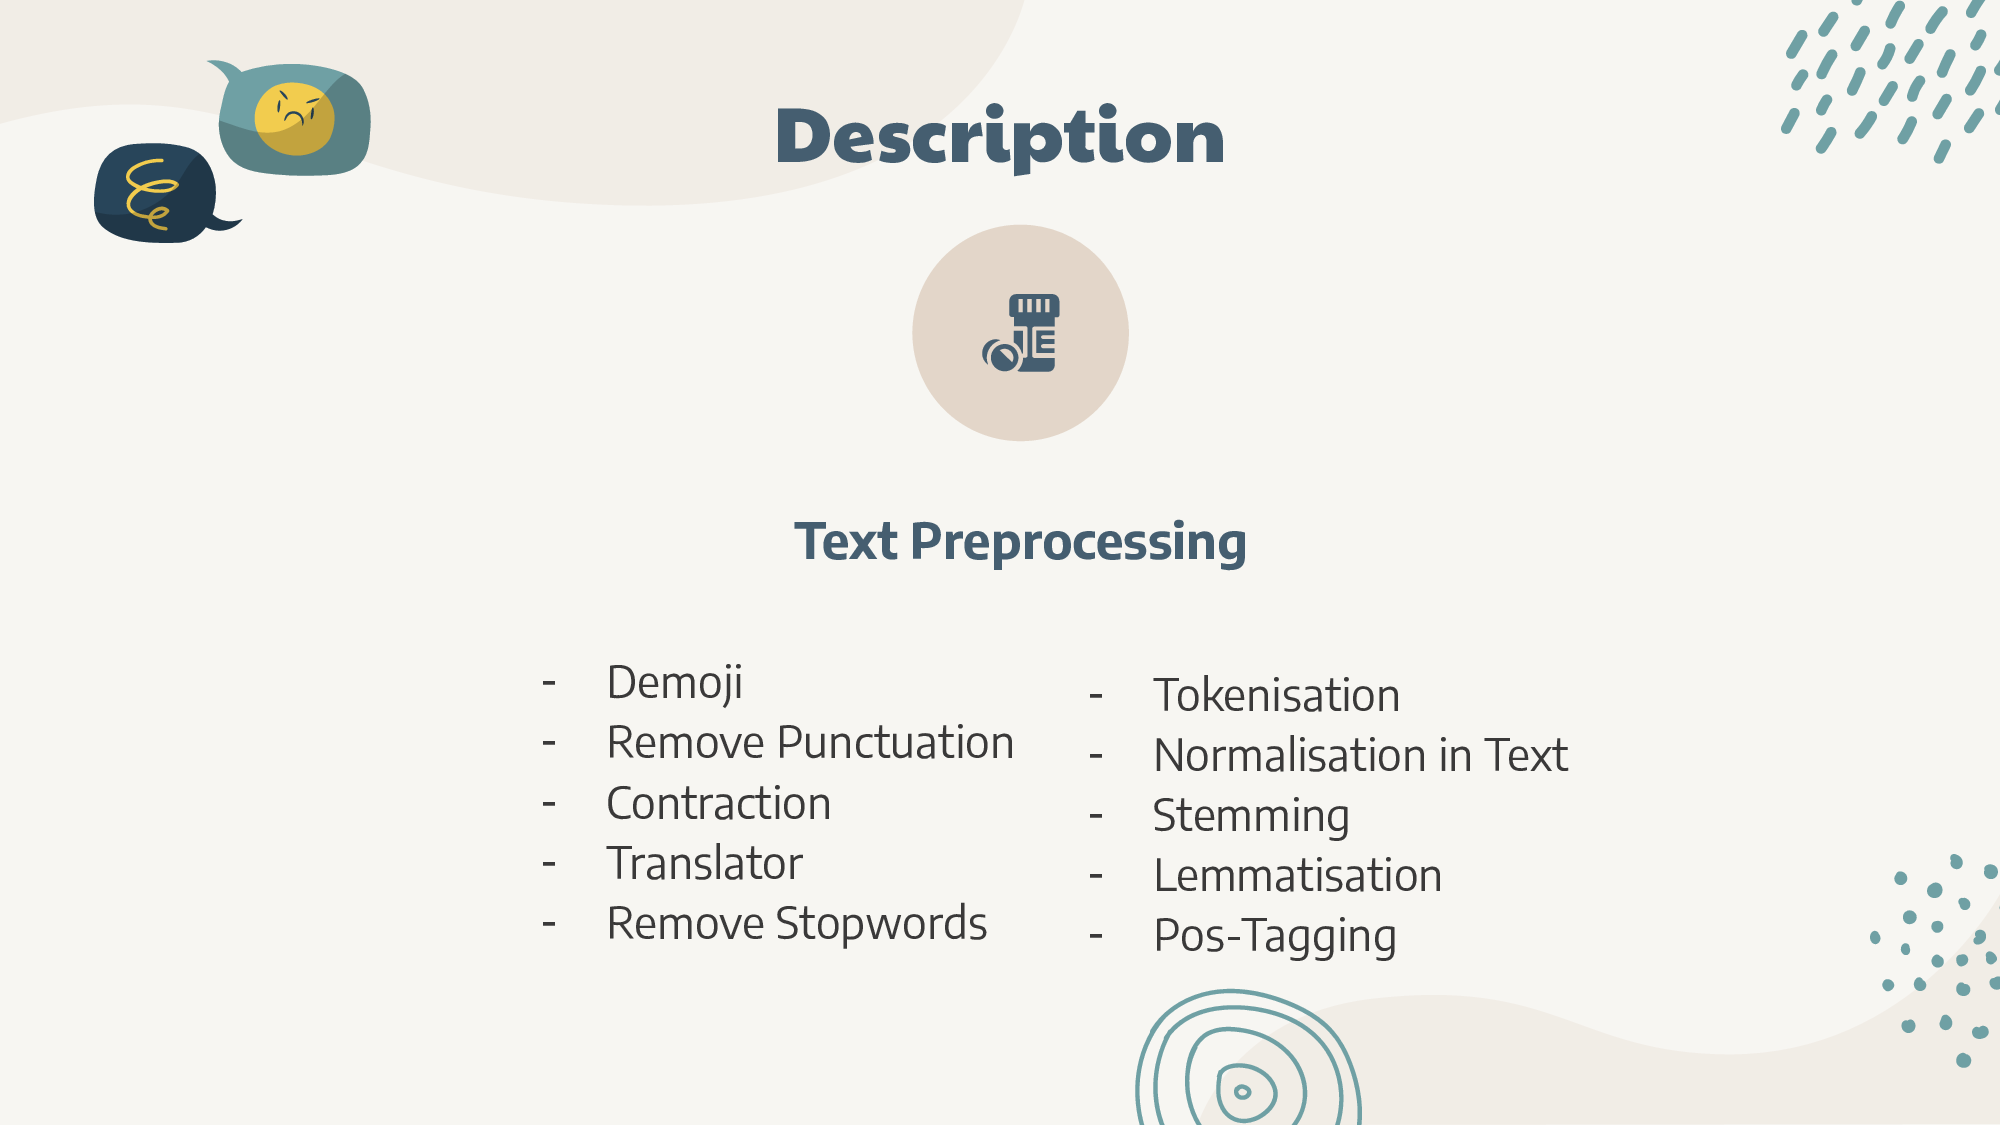 Description
Text Preprocessing
- Demoji
- Remove Punctuation
- Contraction
- Translator
- Remove Stopwords
- Tokenisation
- Normalisation in Text
- Stemming
- Lemmatisation
- Pos-Tagging